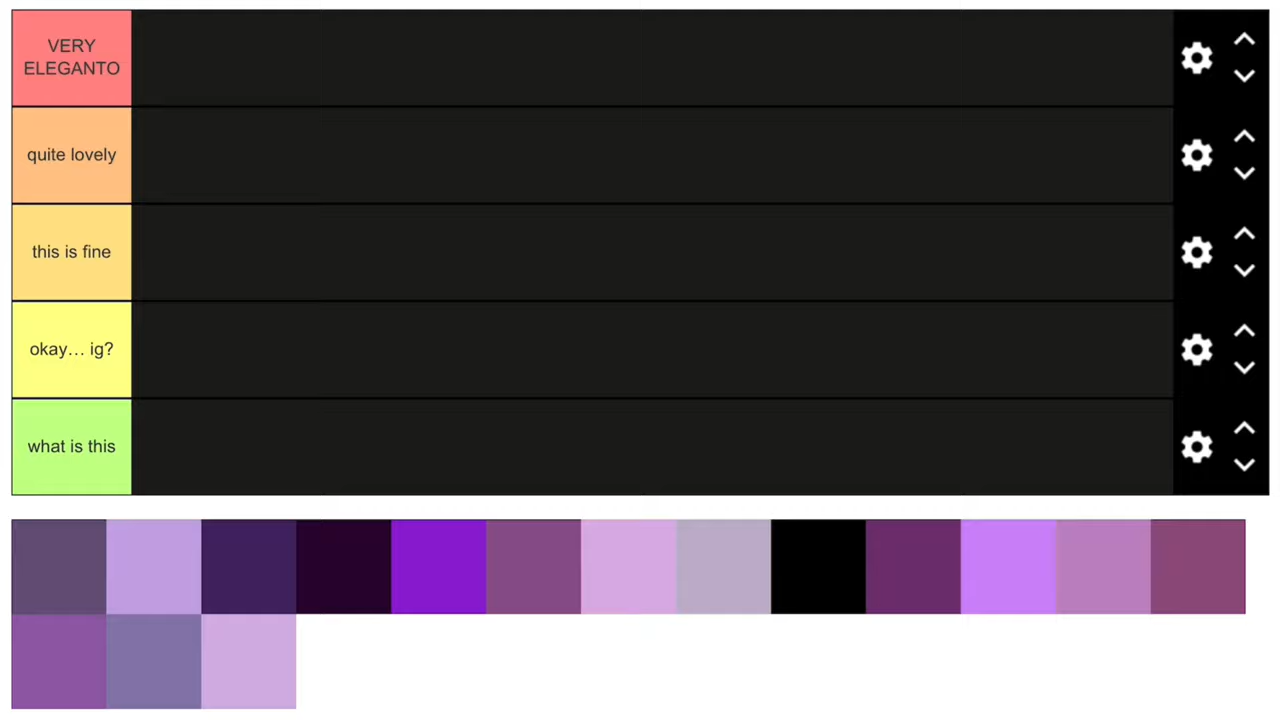 VERY
ELEGANTO
quite lovely
this is fine
okay... ig?
what is this